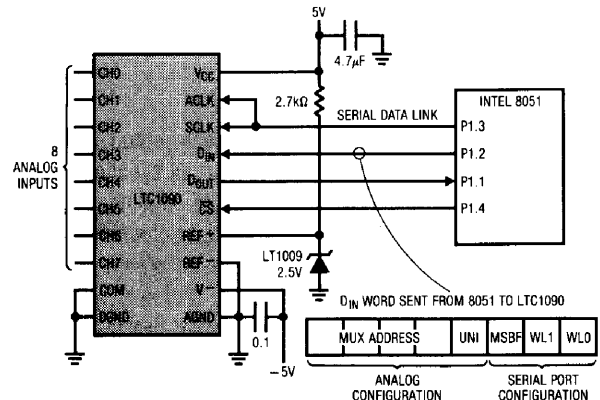 5V
4.7μF
8
ANALOG
INPUTS
CH0
CH1
CH2
CH3
CH4
CH5
CH6
CH7
COM
DGND
LTC1090
VCC
ACLK
SCLK
DIN
DOUT
CS
REF+
REF−
V−
AGND
2.7kΩ
SERIAL DATA LINK
INTEL 8051
P1.3
P1.2
P1.1
P1.4
LT1009
2.5V
0.1
−5V
DIN WORD SENT FROM 8051 TO LTC1090
MUX ADDRESS UNI MSBF WL1 WL0
ANALOG
CONFIGURATION
SERIAL PORT
CONFIGURATION